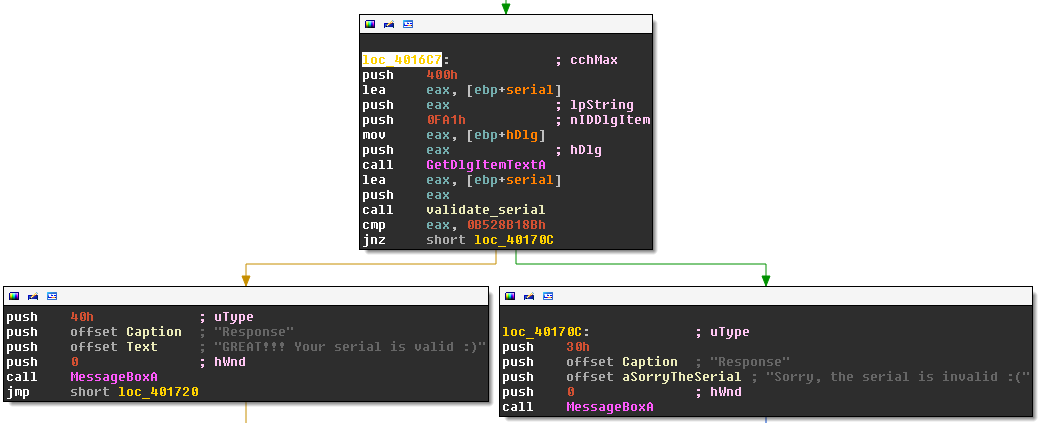 loc_4016C7: ; cchMax
push 400h
lea eax, [ebp+serial]
push eax ; lpString
push 0FA1h ; nIDDlgItem
mov eax, [ebp+hDlg]
push eax ; hDlg
call GetDlgItemTextA
lea eax, [ebp+serial]
push eax
call validate_serial
cmp eax, 0B528B18Bh
jnz short loc_40170C
push 40h ; uType
push offset Caption ; "Response"
push offset Text ; "GREAT!!! Your serial is valid :)"
push 0 ; hWnd
call MessageBoxA
jmp short loc_401720
loc_40170C: ; uType
push 30h
push offset Caption ; "Response"
push offset aSorryTheSerial ; "Sorry, the serial is invalid :("
push 0 ; hWnd
call MessageBoxA